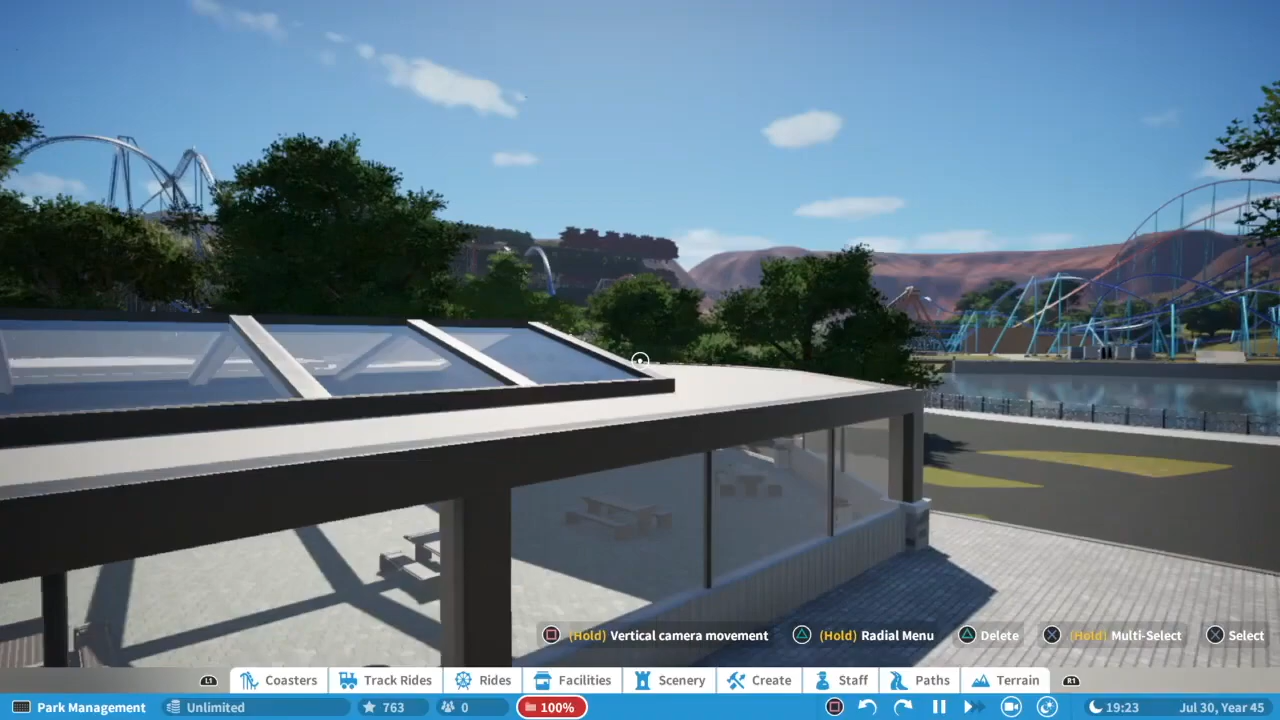 (Hold) Vertical camera movement (Hold) Radial Menu Delete (Hold) Multi-Select Select
L1 Coasters Track Rides Rides Facilities Scenery Create Staff Paths Terrain R1
Park Management Unlimited 763 0 100% 19:23 Jul 30, Year 45